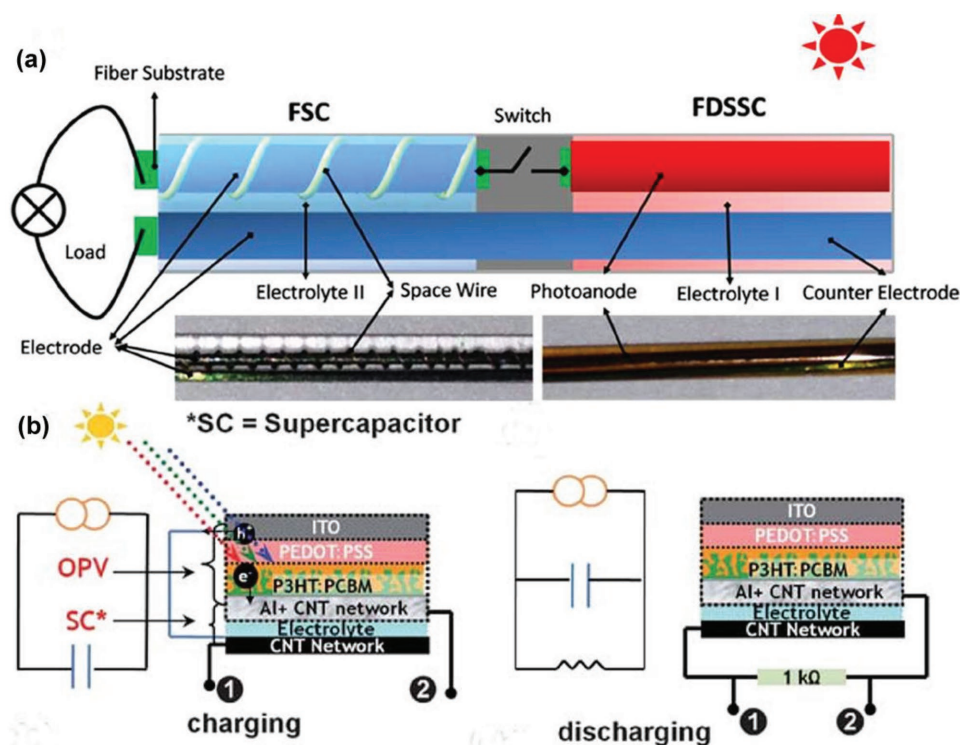 (a)
Fiber Substrate
FSC
Switch
FDSSC
Load
Electrolyte II
Space Wire
Photoanode
Electrolyte I
Counter Electrode
Electrode
*SC = Supercapacitor
(b)
OPV
SC*
h⁺
e⁻
ITO
PEDOT:PSS
P3HT:PCBM
Al+ CNT network
Electrolyte
CNT Network
1
2
charging
ITO
PEDOT:PSS
P3HT:PCBM
Al+ CNT network
Electrolyte
CNT Network
1 kΩ
1
2
discharging